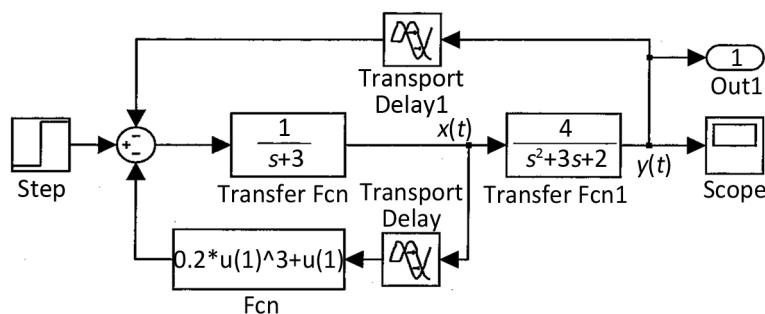 Transport
Delay1
1
Out1
Step
+
−
−
1
s+3
Transfer Fcn
x(t)
4
s²+3s+2
Transfer Fcn1
y(t)
Scope
Transport
Delay
0.2*u(1)^3+u(1)
Fcn